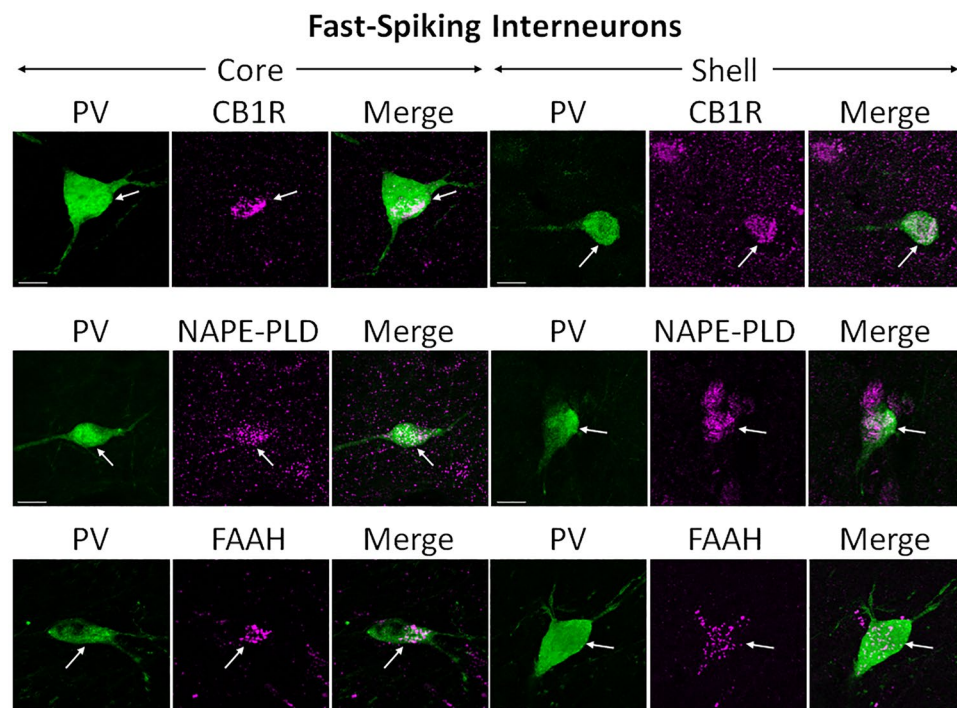 Fast-Spiking Interneurons
Core Shell
PV CB1R Merge PV CB1R Merge
PV NAPE-PLD Merge PV NAPE-PLD Merge
PV FAAH Merge PV FAAH Merge